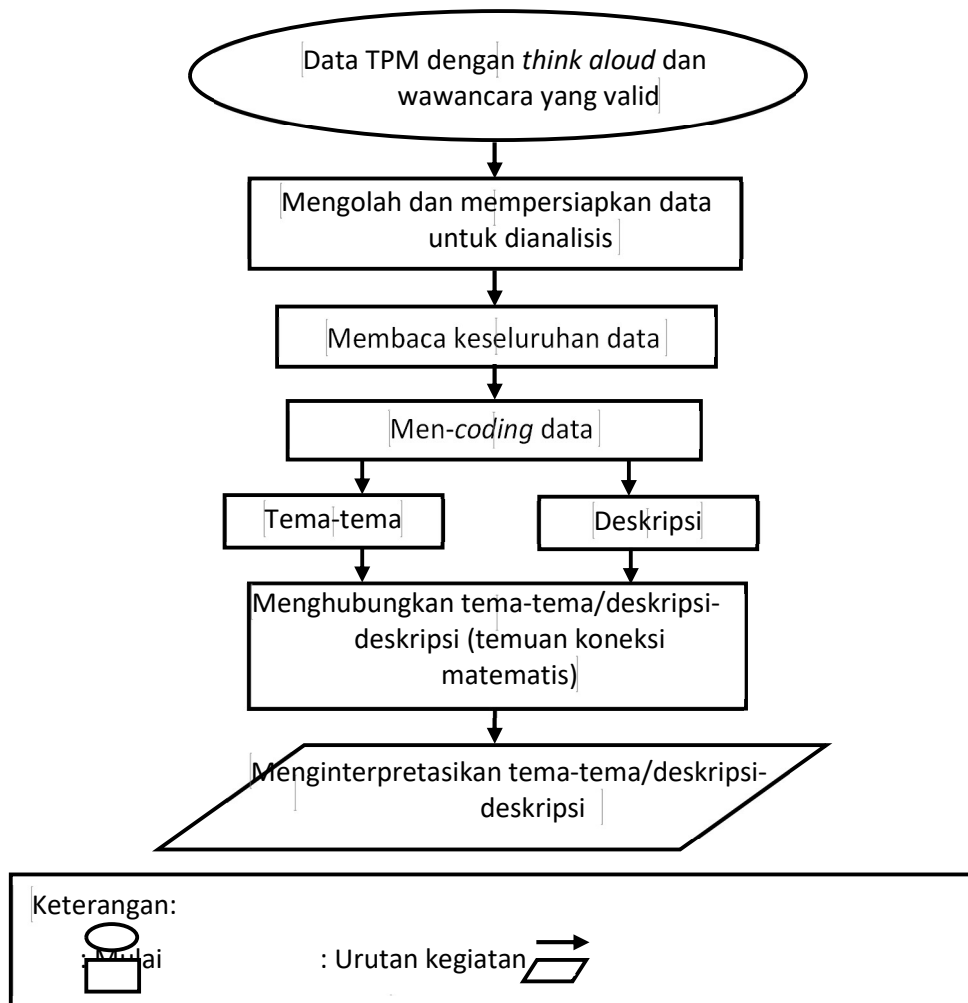 Data TPM dengan think aloud dan
wawancara yang valid
Mengolah dan mempersiapkan data
untuk dianalisis
Membaca keseluruhan data
Men-coding data
Tema-tema
Deskripsi
Menghubungkan tema-tema/deskripsi-
deskripsi (temuan koneksi
matematis)
Menginterpretasikan tema-tema/deskripsi-
deskripsi
Keterangan:
: Mulai : Urutan kegiatan